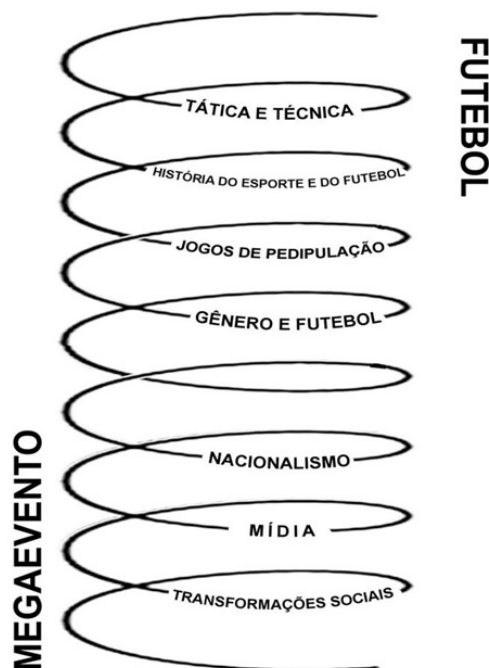 FUTEBOL
TÁTICA E TÉCNICA
HISTÓRIA DO ESPORTE E DO FUTEBOL
JOGOS DE PEDIPULAÇÃO
GÊNERO E FUTEBOL
NACIONALISMO
MÍDIA
TRANSFORMAÇÕES SOCIAIS
MEGAEVENTO